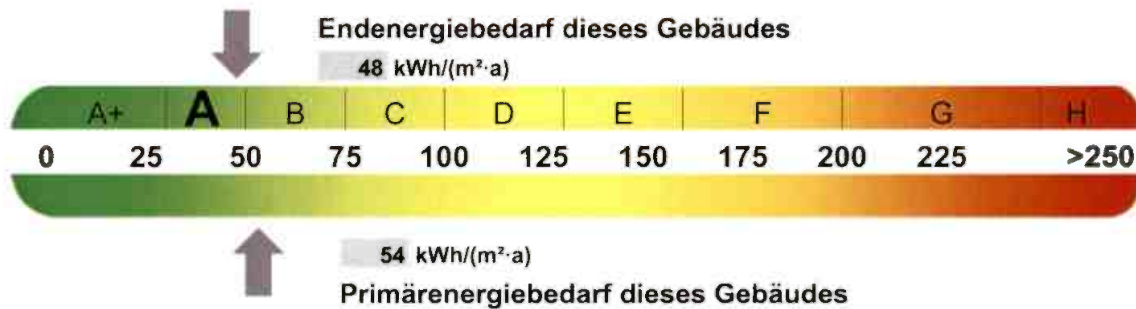 Endenergiebedarf dieses Gebäudes
48 kWh/(m²·a)
A+ A B C D E F G H
0 25 50 75 100 125 150 175 200 225 >250
54 kWh/(m²·a)
Primärenergiebedarf dieses Gebäudes